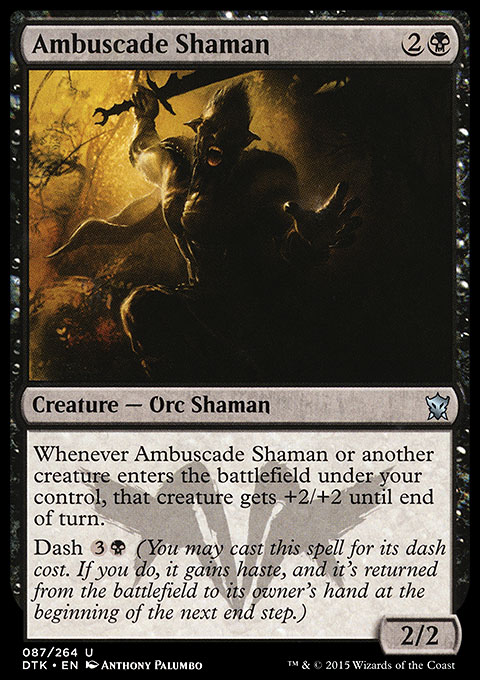 Ambuscade Shaman 2
Creature — Orc Shaman
Whenever Ambuscade Shaman or another
creature enters the battlefield under your
control, that creature gets +2/+2 until end
of turn.
Dash 3 (You may cast this spell for its dash
cost. If you do, it gains haste, and it's returned
from the battlefield to its owner's hand at the
beginning of the next end step.)
2/2
087/264 U
DTK • EN Anthony Palumbo
™ & © 2015 Wizards of the Coast